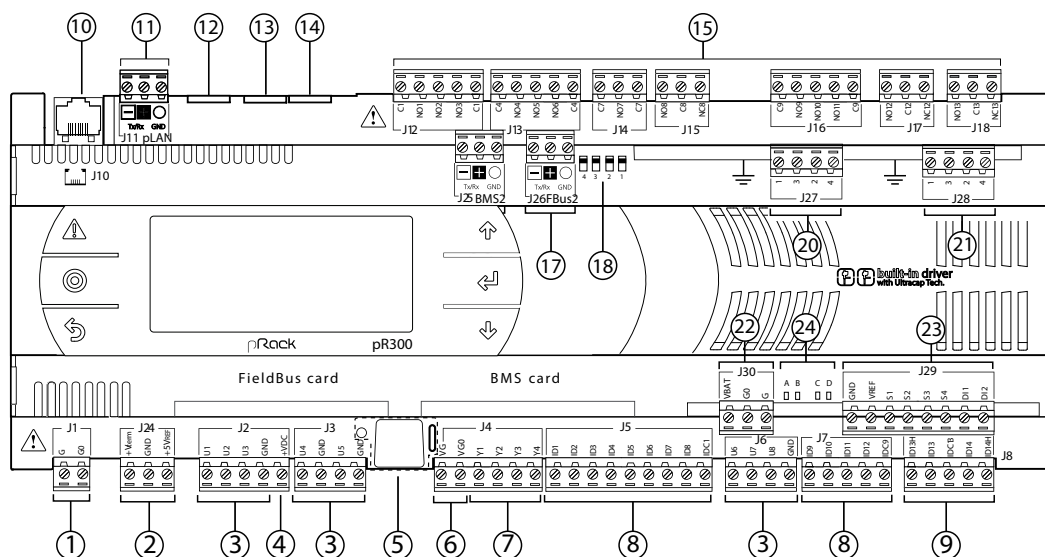 10 11 12 13 14 15
C1 NO1 NO2 NO3 C1
C4 NO4 NO5 NO6 C4
C7 NO7 C7
NO8 C8 NC8
C9 NO9 NO10 NO11 C9
NO12 C12 NC12
NO13 C13 NC13
J12 J13 J14 J15 J16 J17 J18
Tx/Rx GND
J11 pLAN
J10
Tx/Rx GND
J25 BMS2
Tx/Rx GND
J26FBus2
4 3 2 1
1 3 2 4
J27
1 3 2 4
J28
17 18 20 21
built-in driver
with Ultracap Tech.
pRack pR300
22 24 23
FieldBus card BMS card
J30
VBAT G0 G
A B C D
J29
GND VREF S1 S2 S3 S4 DI1 DI2
J1
G G0
J24
+Vterm GND +5VREF
J2
U1 U2 U3 GND +VDC
J3
U4 GND U5 GND
J4
VG VG0 Y1 Y2 Y3 Y4
J5
ID1 ID2 ID3 ID4 ID5 ID6 ID7 ID8 IDC1
J6
U6 U7 U8 GND
J7
ID9 ID10 ID11 ID12 IDC9
J8
ID13H ID13 IDCB ID14 ID14H
1 2 3 4 3 5 6 7 8 3 8 9